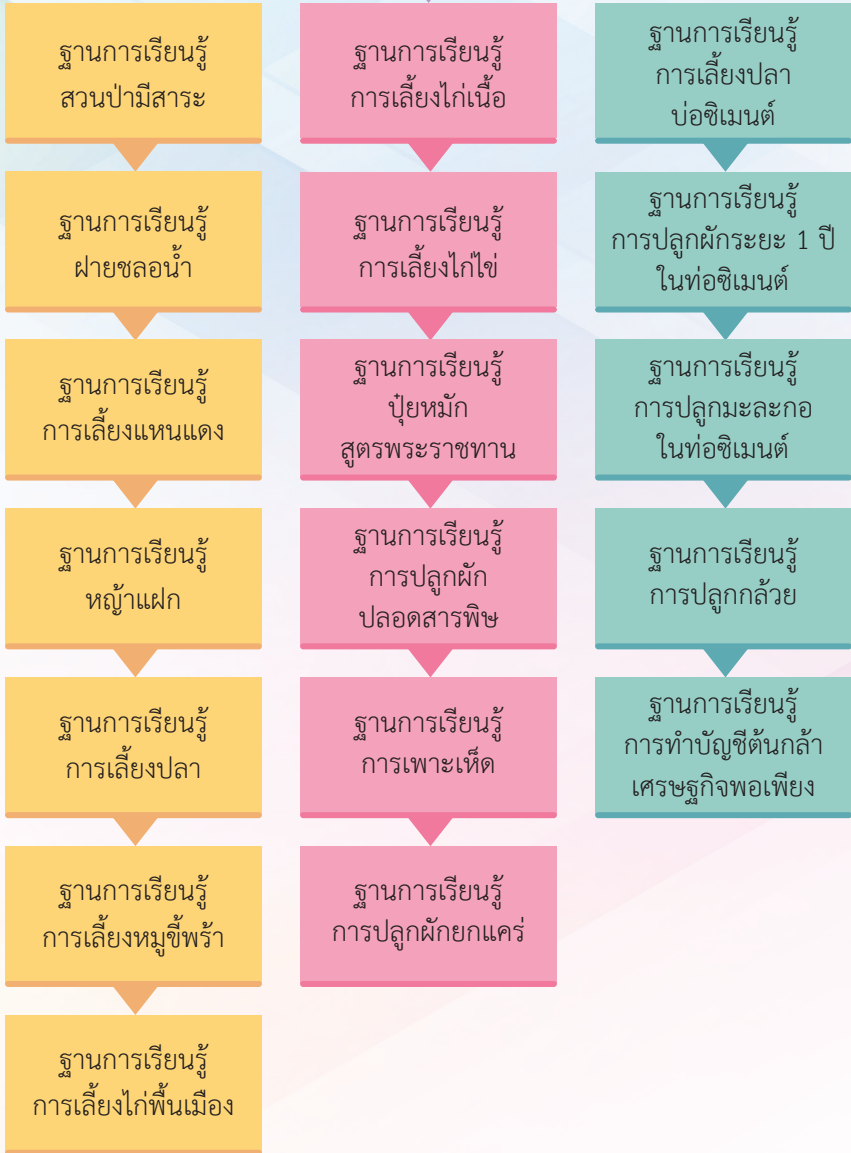 ฐานการเรียนรู้
สวนป่ามีสาระ
ฐานการเรียนรู้
ฝายชลอน้ำ
ฐานการเรียนรู้
การเลี้ยงแหนแดง
ฐานการเรียนรู้
หญ้าแฝก
ฐานการเรียนรู้
การเลี้ยงปลา
ฐานการเรียนรู้
การเลี้ยงหมูขี้พร้า
ฐานการเรียนรู้
การเลี้ยงไก่พื้นเมือง
ฐานการเรียนรู้
การเลี้ยงไก่เนื้อ
ฐานการเรียนรู้
การเลี้ยงไก่ไข่
ฐานการเรียนรู้
ปุ๋ยหมัก
สูตรพระราชทาน
ฐานการเรียนรู้
การปลูกผัก
ปลอดสารพิษ
ฐานการเรียนรู้
การเพาะเห็ด
ฐานการเรียนรู้
การปลูกผักยกแคร่
ฐานการเรียนรู้
การเลี้ยงปลา
บ่อซิเมนต์
ฐานการเรียนรู้
การปลูกผักระยะ 1 ปี
ในท่อซิเมนต์
ฐานการเรียนรู้
การปลูกมะละกอ
ในท่อซิเมนต์
ฐานการเรียนรู้
การปลูกกล้วย
ฐานการเรียนรู้
การทำบัญชีต้นกล้า
เศรษฐกิจพอเพียง